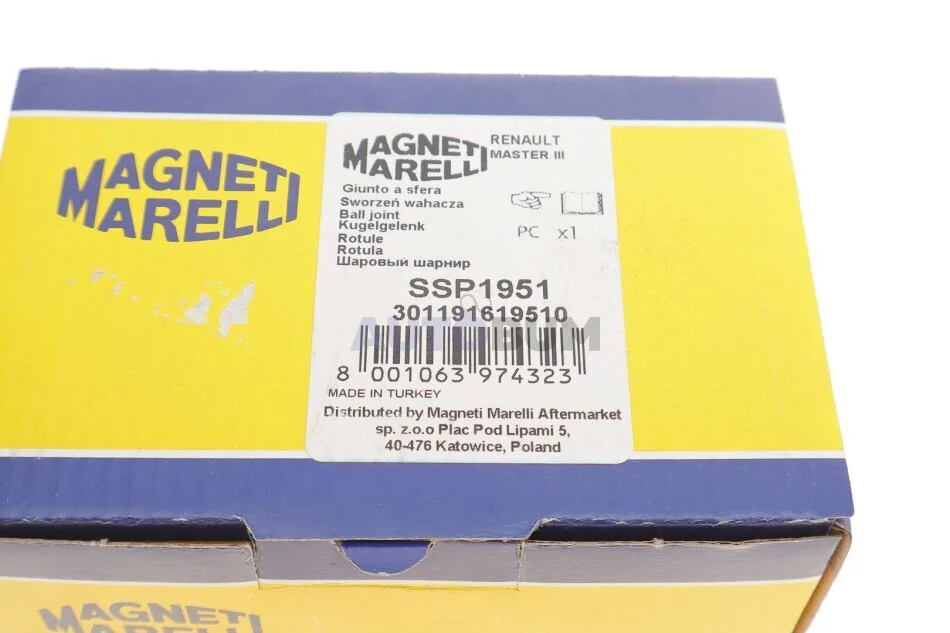 MAGNETI
MARELLI
MAGNETI
MARELLI
RENAULT
MASTER III
Giunto a sfera
Sworzeń wahacza
Ball joint
Kugelgelenk
Rotule
Rotula
Шаровый шарнир
PC x1
SSP1951
301191619510
AUTOBUM
8 001063 974323
MADE IN TURKEY
Distributed by Magneti Marelli Aftermarket
sp. z.o.o Plac Pod Lipami 5,
40-476 Katowice, Poland
MAGNETI
MARELLI